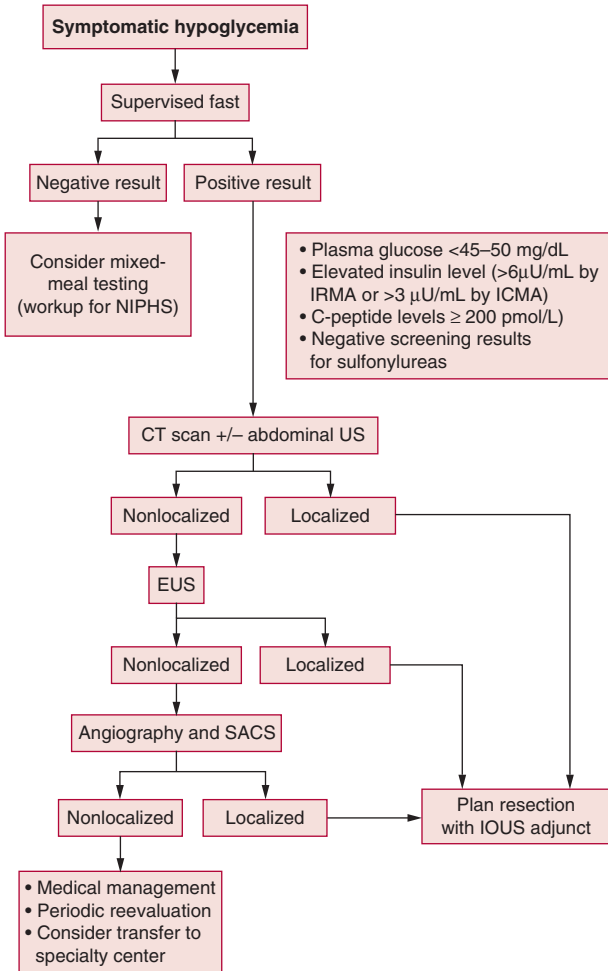 Symptomatic hypoglycemia
Supervised fast
Negative result
Positive result
Consider mixed-
meal testing
(workup for NIPHS)
• Plasma glucose <45–50 mg/dL
• Elevated insulin level (>6μU/mL by
IRMA or >3 μU/mL by ICMA)
• C-peptide levels ≥ 200 pmol/L)
• Negative screening results
for sulfonylureas
CT scan +/– abdominal US
Nonlocalized
Localized
EUS
Nonlocalized
Localized
Angiography and SACS
Nonlocalized
Localized
Plan resection
with IOUS adjunct
• Medical management
• Periodic reevaluation
• Consider transfer to
specialty center